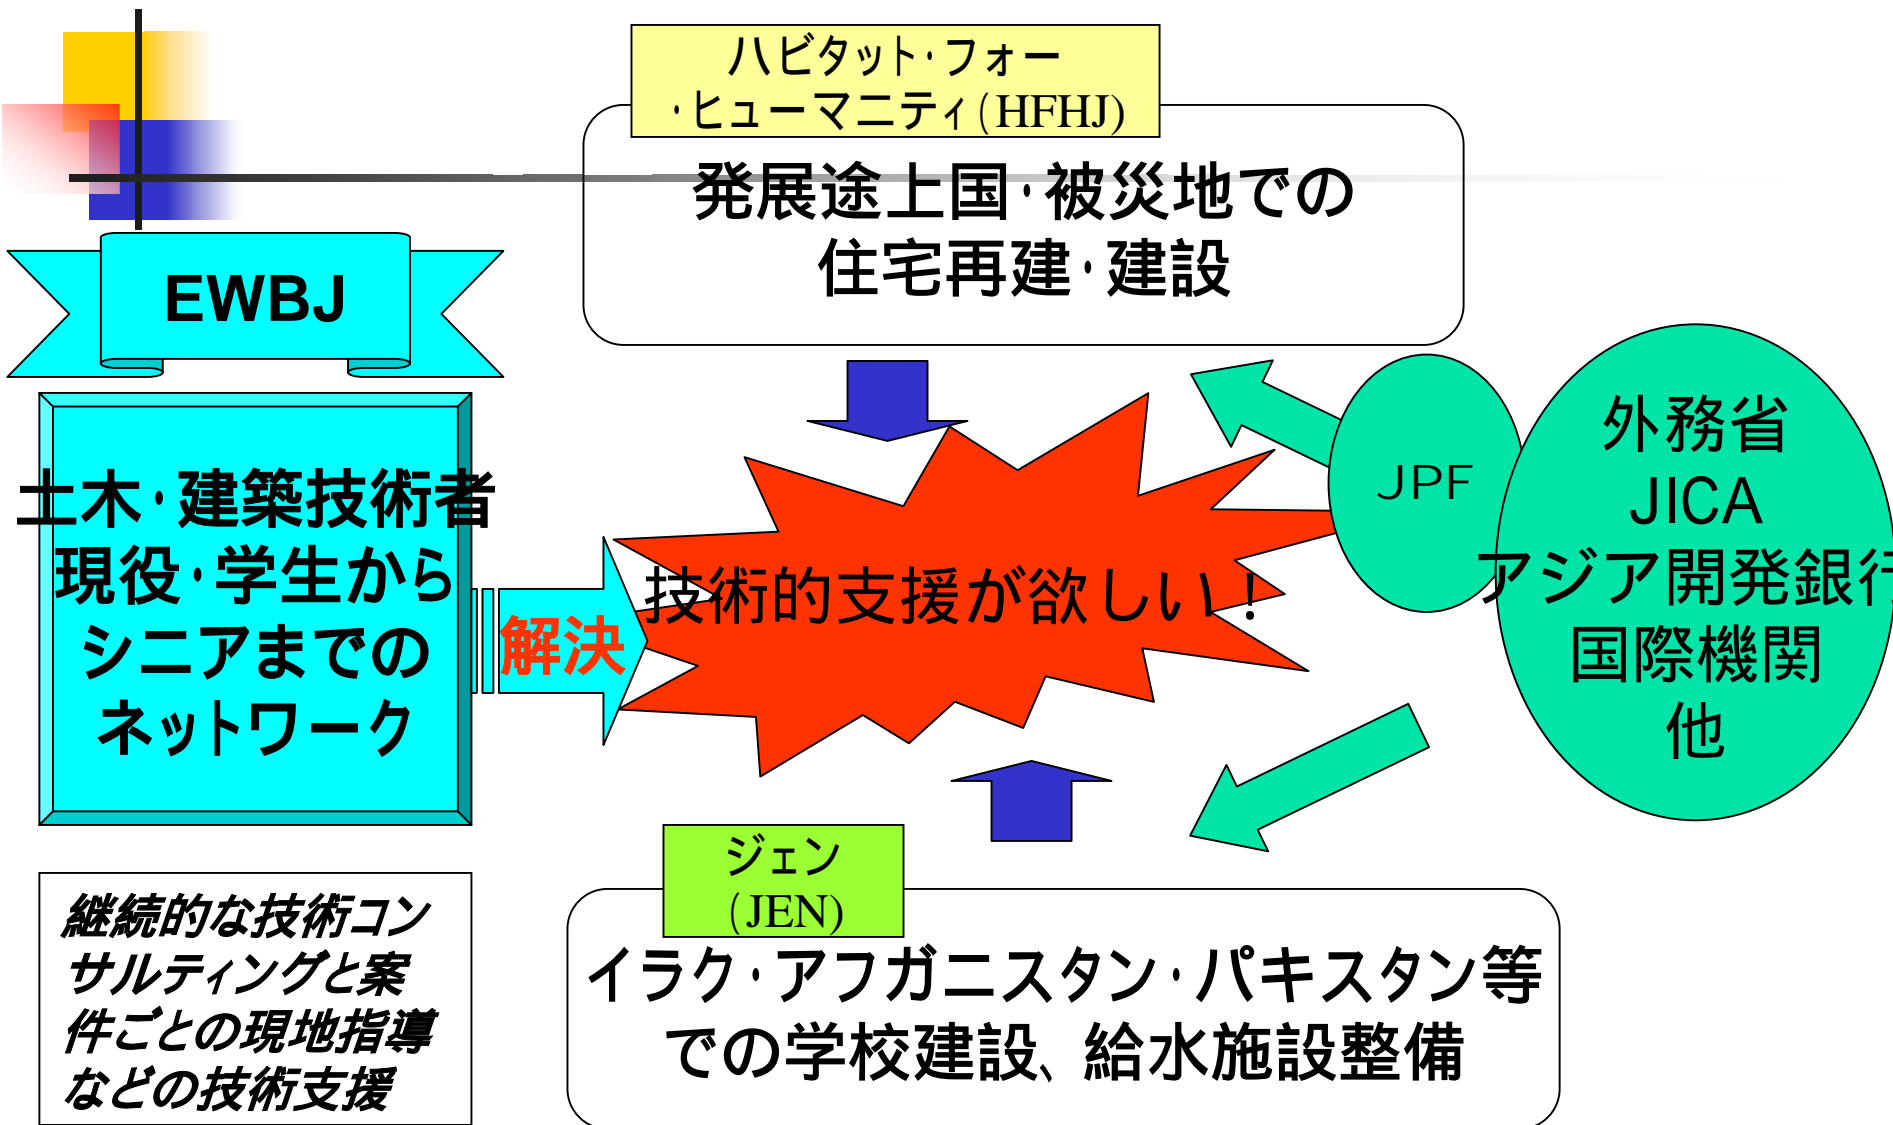 ハビタット・フォー
・ヒューマニティ(HFHJ)
発展途上国・被災地での
住宅再建・建設
EWBJ
土木・建築技術者
現役・学生から
シニアまでの
ネットワーク
解決
技術的支援が欲しい！
JPF
外務省
JICA
アジア開発銀行
国際機関
他
ジェン
(JEN)
イラク・アフガニスタン・パキスタン等
での学校建設、給水施設整備
継続的な技術コン
サルティングと案
件ごとの現地指導
などの技術支援